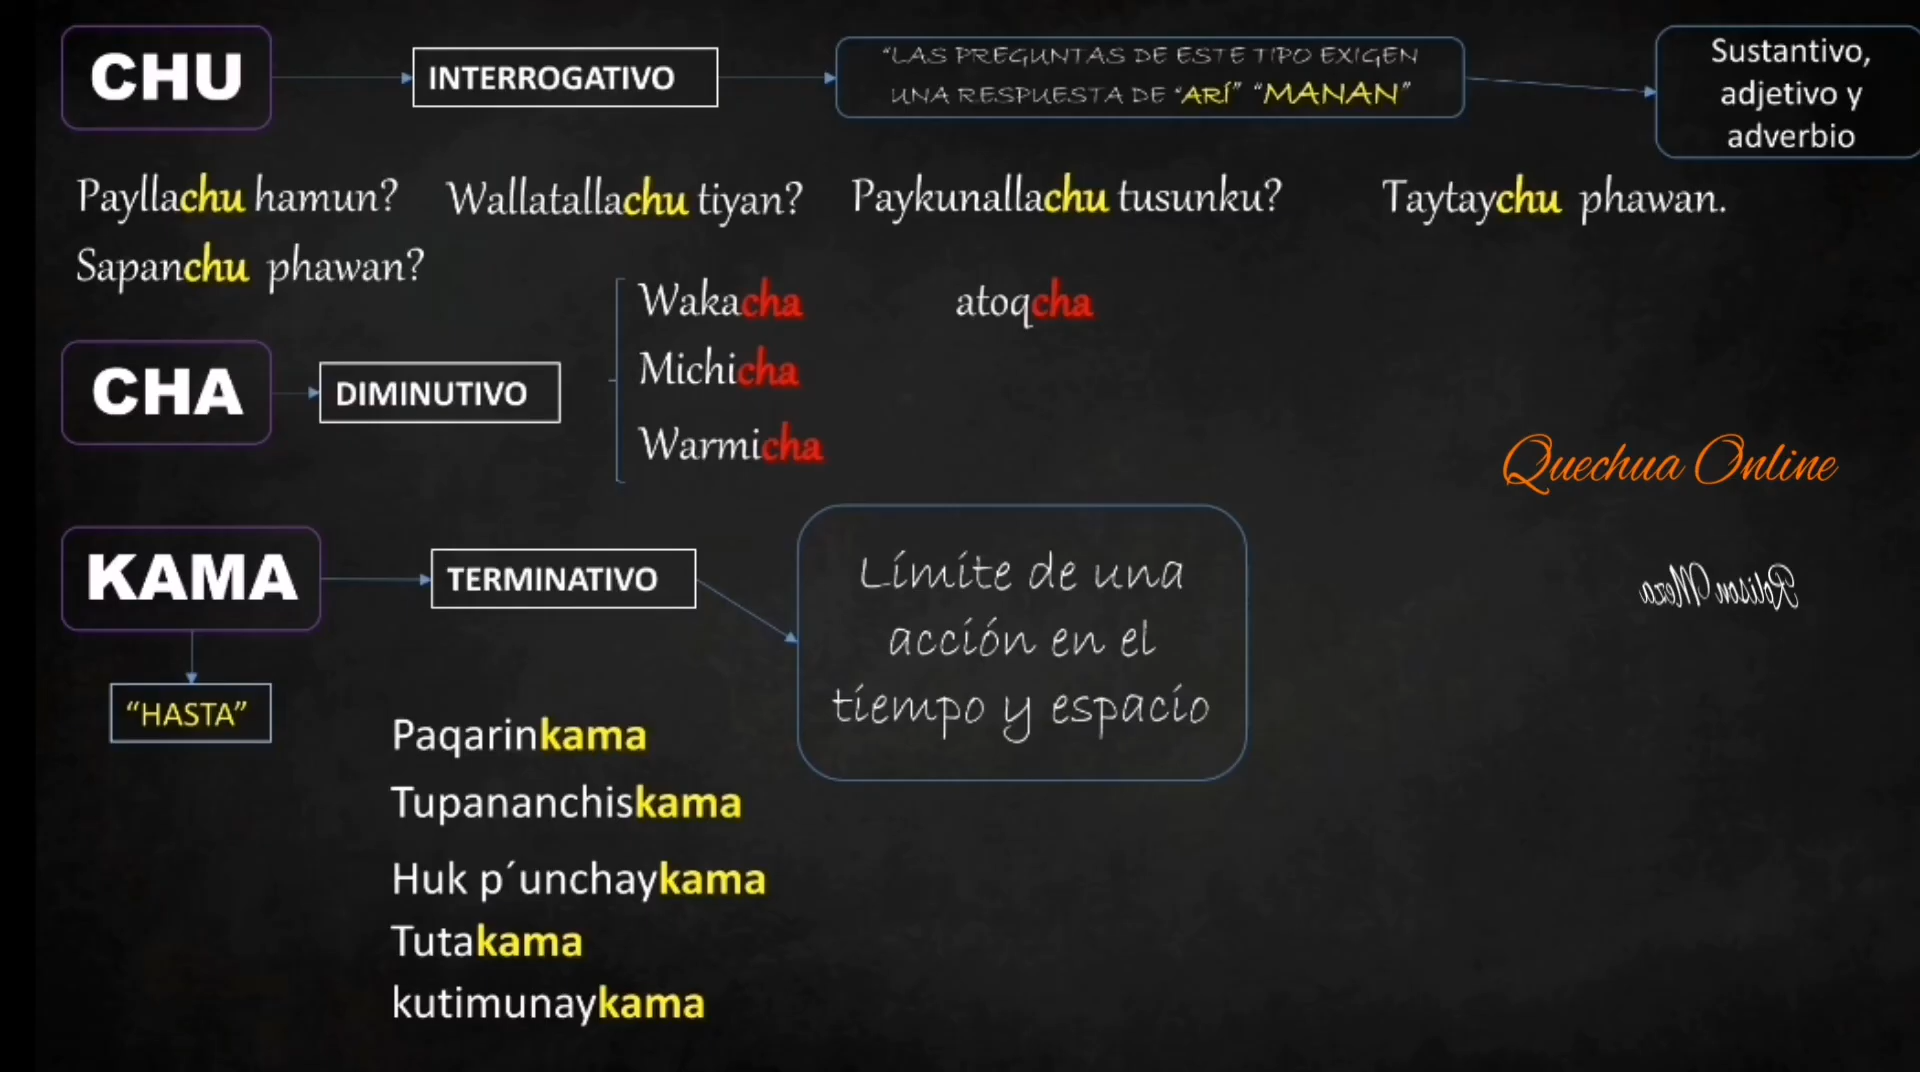 CHU
INTERROGATIVO
“LAS PREGUNTAS DE ESTE TIPO EXIGEN
UNA RESPUESTA DE “ARÍ” “MANAN”
Sustantivo,
adjetivo y
adverbio
Payllachu hamun?
Wallatallachu tiyan?
Paykunallachu tusunku?
Taytaychu phawan.
Sapanchu phawan?
CHA
DIMINUTIVO
Wakacha
atoqcha
Michicha
Warmicha
Quechua Online
Rolison Meza
KAMA
TERMINATIVO
Límite de una
acción en el
tiempo y espacio
“HASTA”
Paqarinkama
Tupananchiskama
Huk p´unchaykama
Tutakama
kutimunaykama